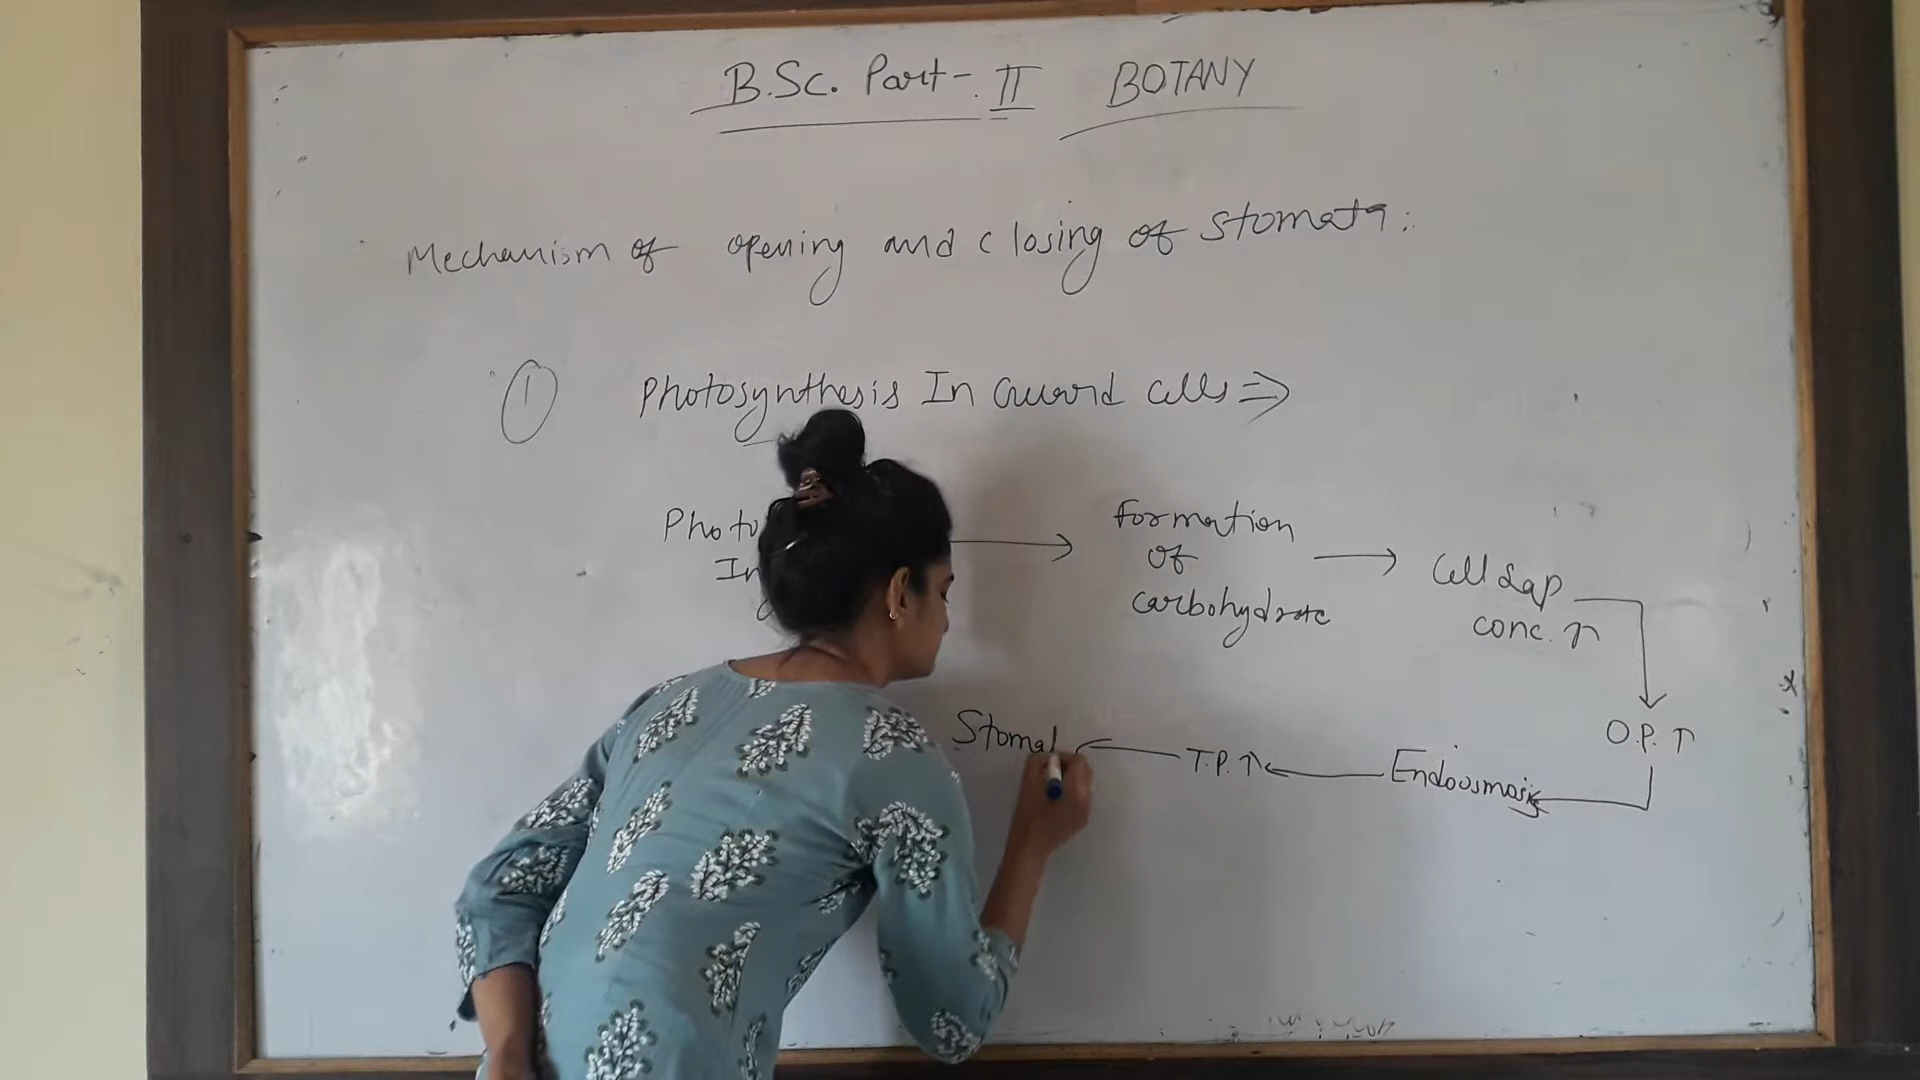 B.Sc. Part-II BOTANY
Mechanism of opening and closing of stomata:
① Photosynthesis In Guard cells ⇒
Photo
In
→ formation
of
carbohydrate
→ Cell Sap
conc. ↑
O.P. ↑
Endoosmosis
T.P. ↑
Stomat